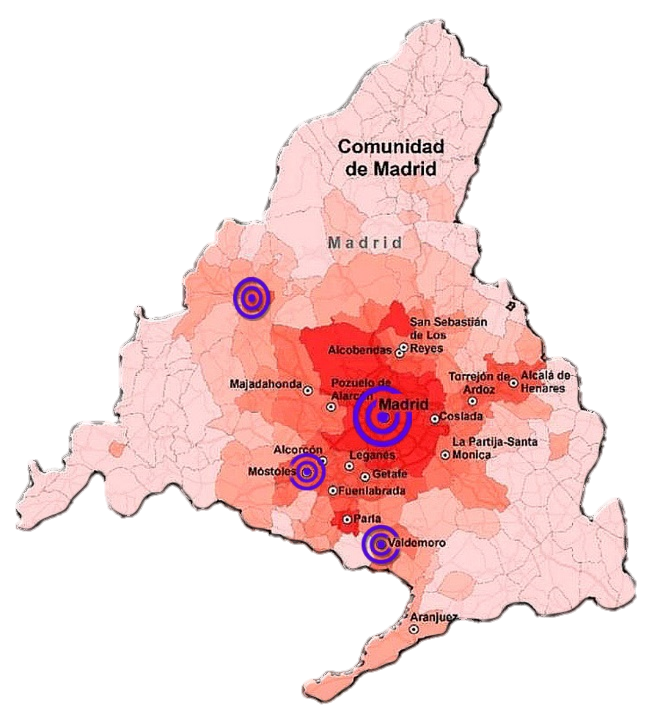 Comunidad
de Madrid
Madrid
San Sebastián
de Los
Reyes
Alcobendas
Majadahonda
Pozuelo de
Alarcón
Torrejón de
Ardoz
Alcalá de
Henares
Madrid
Coslada
La Partija-Santa
Monica
Alcorcón
Leganés
Móstoles
Getafe
Fuenlabrada
Parla
Valdemoro
Aranjuez